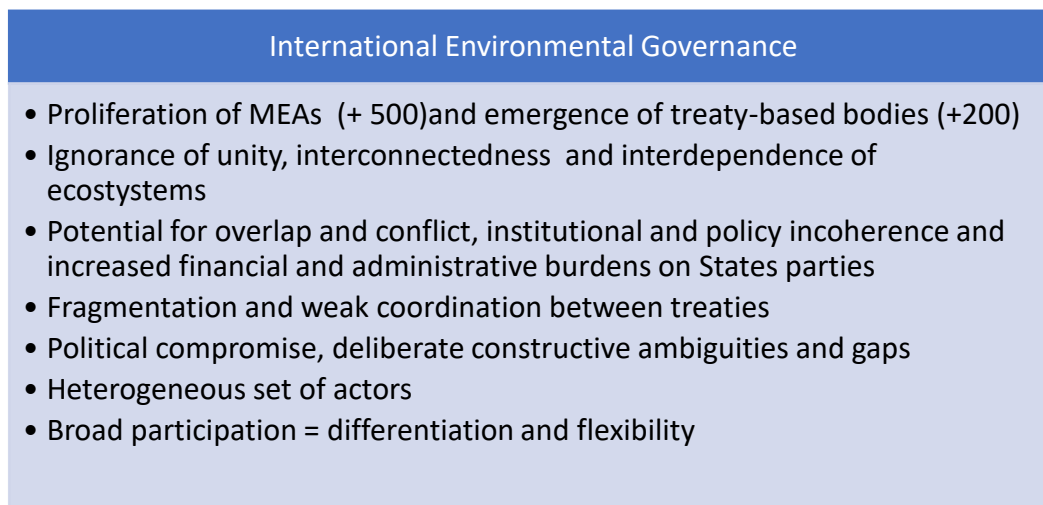 International Environmental Governance
• Proliferation of MEAs (+ 500)and emergence of treaty-based bodies (+200)
• Ignorance of unity, interconnectedness and interdependence of
ecostystems
• Potential for overlap and conflict, institutional and policy incoherence and
increased financial and administrative burdens on States parties
• Fragmentation and weak coordination between treaties
• Political compromise, deliberate constructive ambiguities and gaps
• Heterogeneous set of actors
• Broad participation = differentiation and flexibility